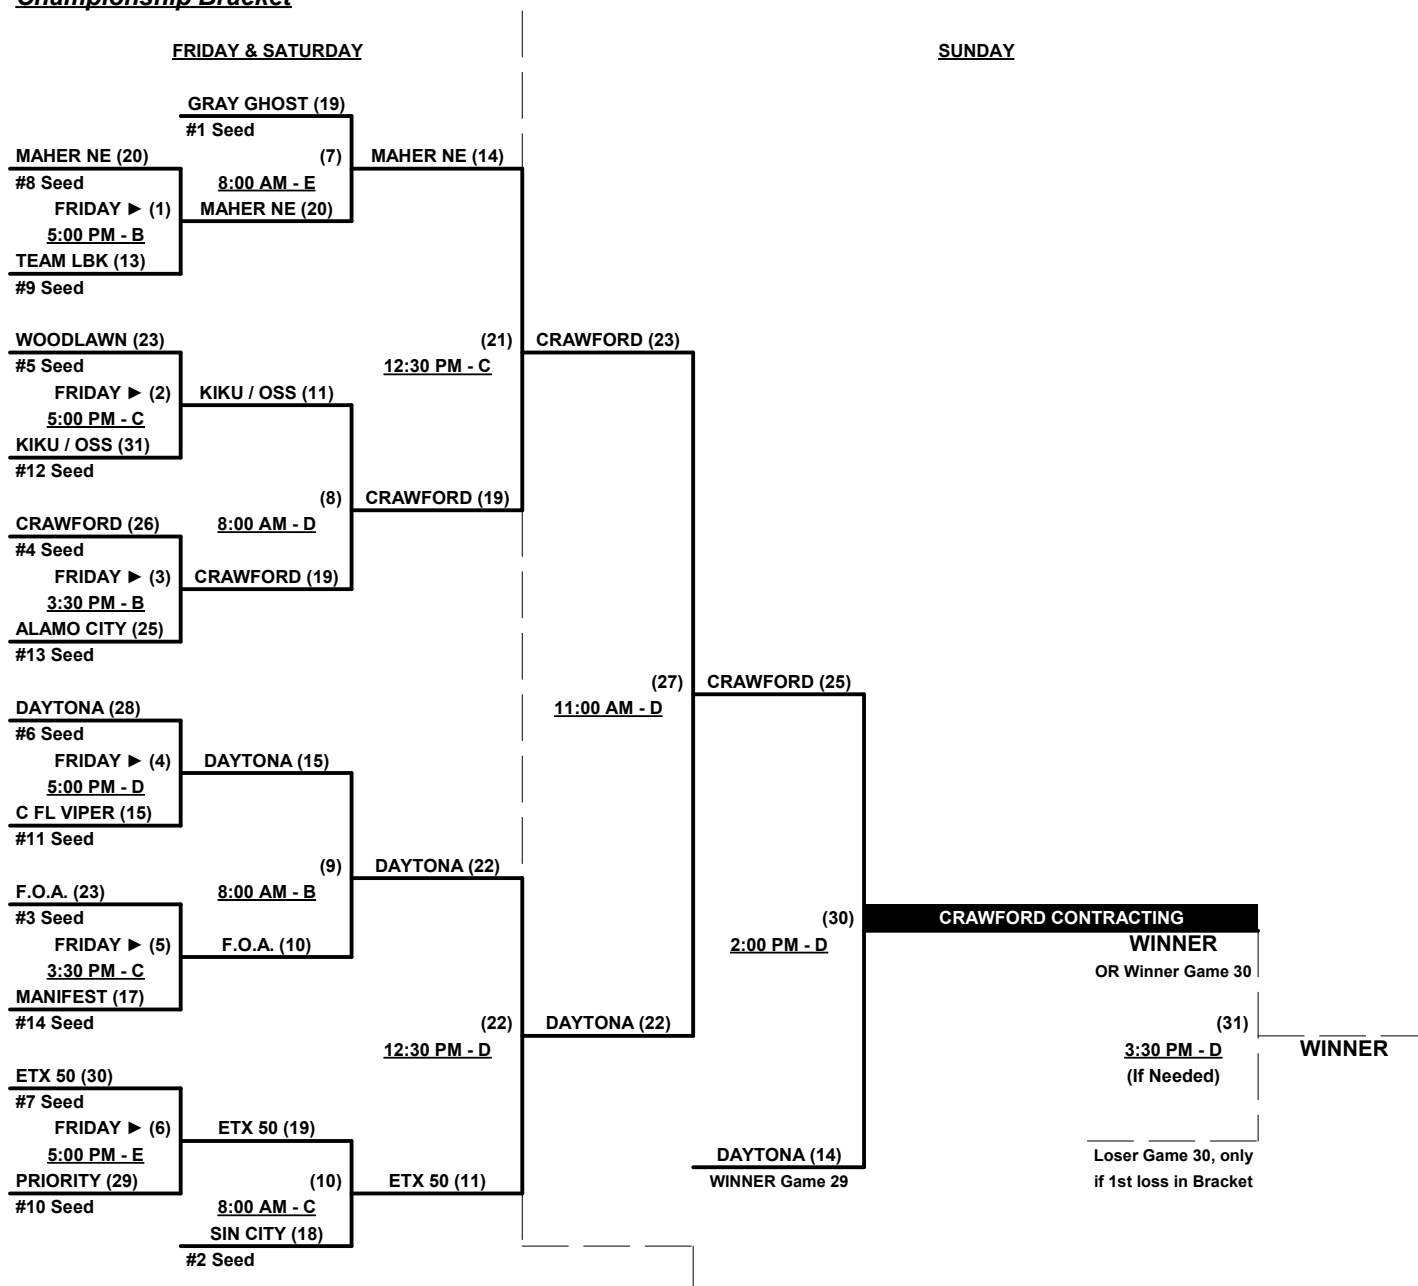 Championship Bracket
FRIDAY & SATURDAY
SUNDAY
GRAY GHOST (19)
#1 Seed
MAHER NE (20)
(7)
MAHER NE (14)
#8 Seed
8:00 AM - E
FRIDAY ► (1)
MAHER NE (20)
5:00 PM - B
TEAM LBK (13)
#9 Seed
WOODLAWN (23)
(21)
CRAWFORD (23)
#5 Seed
12:30 PM - C
FRIDAY ► (2)
KIKU / OSS (11)
5:00 PM - C
KIKU / OSS (31)
#12 Seed
(8)
CRAWFORD (19)
CRAWFORD (26)
8:00 AM - D
#4 Seed
FRIDAY ► (3)
CRAWFORD (19)
3:30 PM - B
ALAMO CITY (25)
#13 Seed
(27)
CRAWFORD (25)
DAYTONA (28)
11:00 AM - D
#6 Seed
FRIDAY ► (4)
DAYTONA (15)
5:00 PM - D
C FL VIPER (15)
#11 Seed
(9)
DAYTONA (22)
F.O.A. (23)
8:00 AM - B
#3 Seed
(30)
CRAWFORD CONTRACTING
FRIDAY ► (5)
F.O.A. (10)
2:00 PM - D
WINNER
3:30 PM - C
OR Winner Game 30
MANIFEST (17)
#14 Seed
(22)
DAYTONA (22)
(31)
12:30 PM - D
3:30 PM - D
WINNER
(If Needed)
ETX 50 (30)
#7 Seed
FRIDAY ► (6)
ETX 50 (19)
5:00 PM - E
DAYTONA (14)
Loser Game 30, only
PRIORITY (29)
(10)
ETX 50 (11)
WINNER Game 29
if 1st loss in Bracket
#10 Seed
8:00 AM - C
SIN CITY (18)
#2 Seed